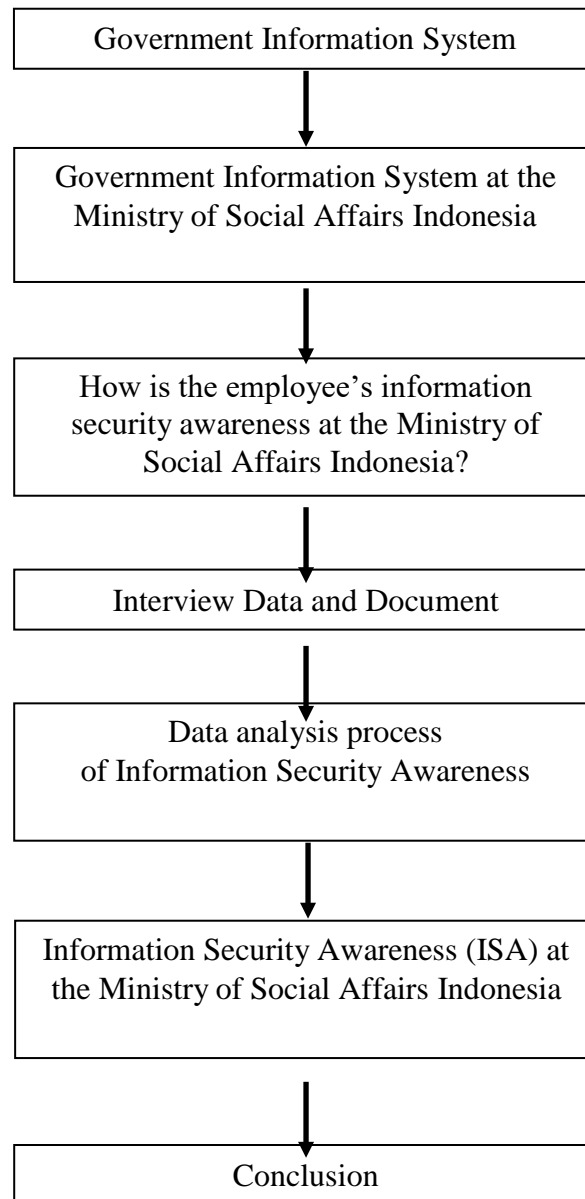 Government Information System
Government Information System at the
Ministry of Social Affairs Indonesia
How is the employee’s information
security awareness at the Ministry of
Social Affairs Indonesia?
Interview Data and Document
Data analysis process
of Information Security Awareness
Information Security Awareness (ISA) at
the Ministry of Social Affairs Indonesia
Conclusion